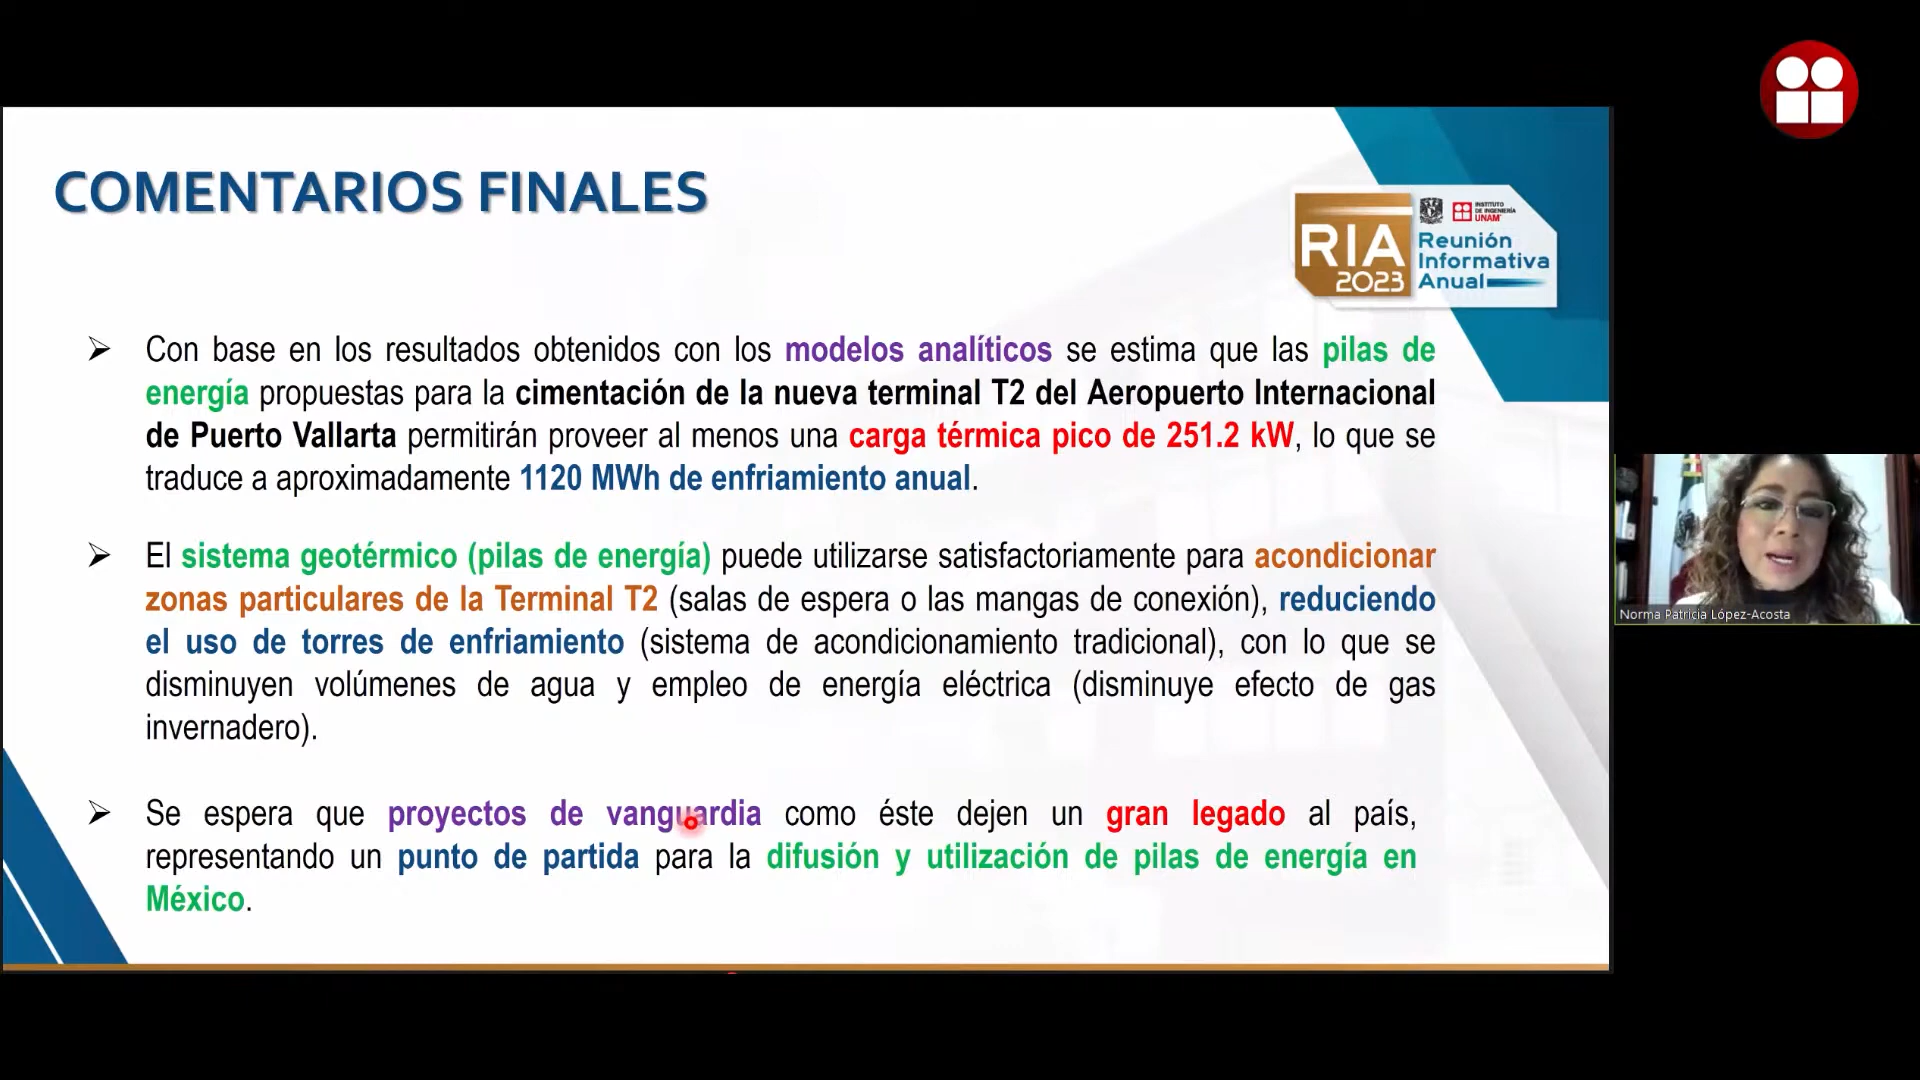 COMENTARIOS FINALES
RIA
2023
INSTITUTO
DE INGENIERÍA
UNAM
Reunión
Informativa
Anual
Con base en los resultados obtenidos con los modelos analíticos se estima que las pilas de
energía propuestas para la cimentación de la nueva terminal T2 del Aeropuerto Internacional
de Puerto Vallarta permitirán proveer al menos una carga térmica pico de 251.2 kW, lo que se
traduce a aproximadamente 1120 MWh de enfriamiento anual.
El sistema geotérmico (pilas de energía) puede utilizarse satisfactoriamente para acondicionar
zonas particulares de la Terminal T2 (salas de espera o las mangas de conexión), reduciendo
el uso de torres de enfriamiento (sistema de acondicionamiento tradicional), con lo que se
disminuyen volúmenes de agua y empleo de energía eléctrica (disminuye efecto de gas
invernadero).
Se espera que proyectos de vanguardia como éste dejen un gran legado al país,
representando un punto de partida para la difusión y utilización de pilas de energía en
México.
Norma Patricia López-Acosta